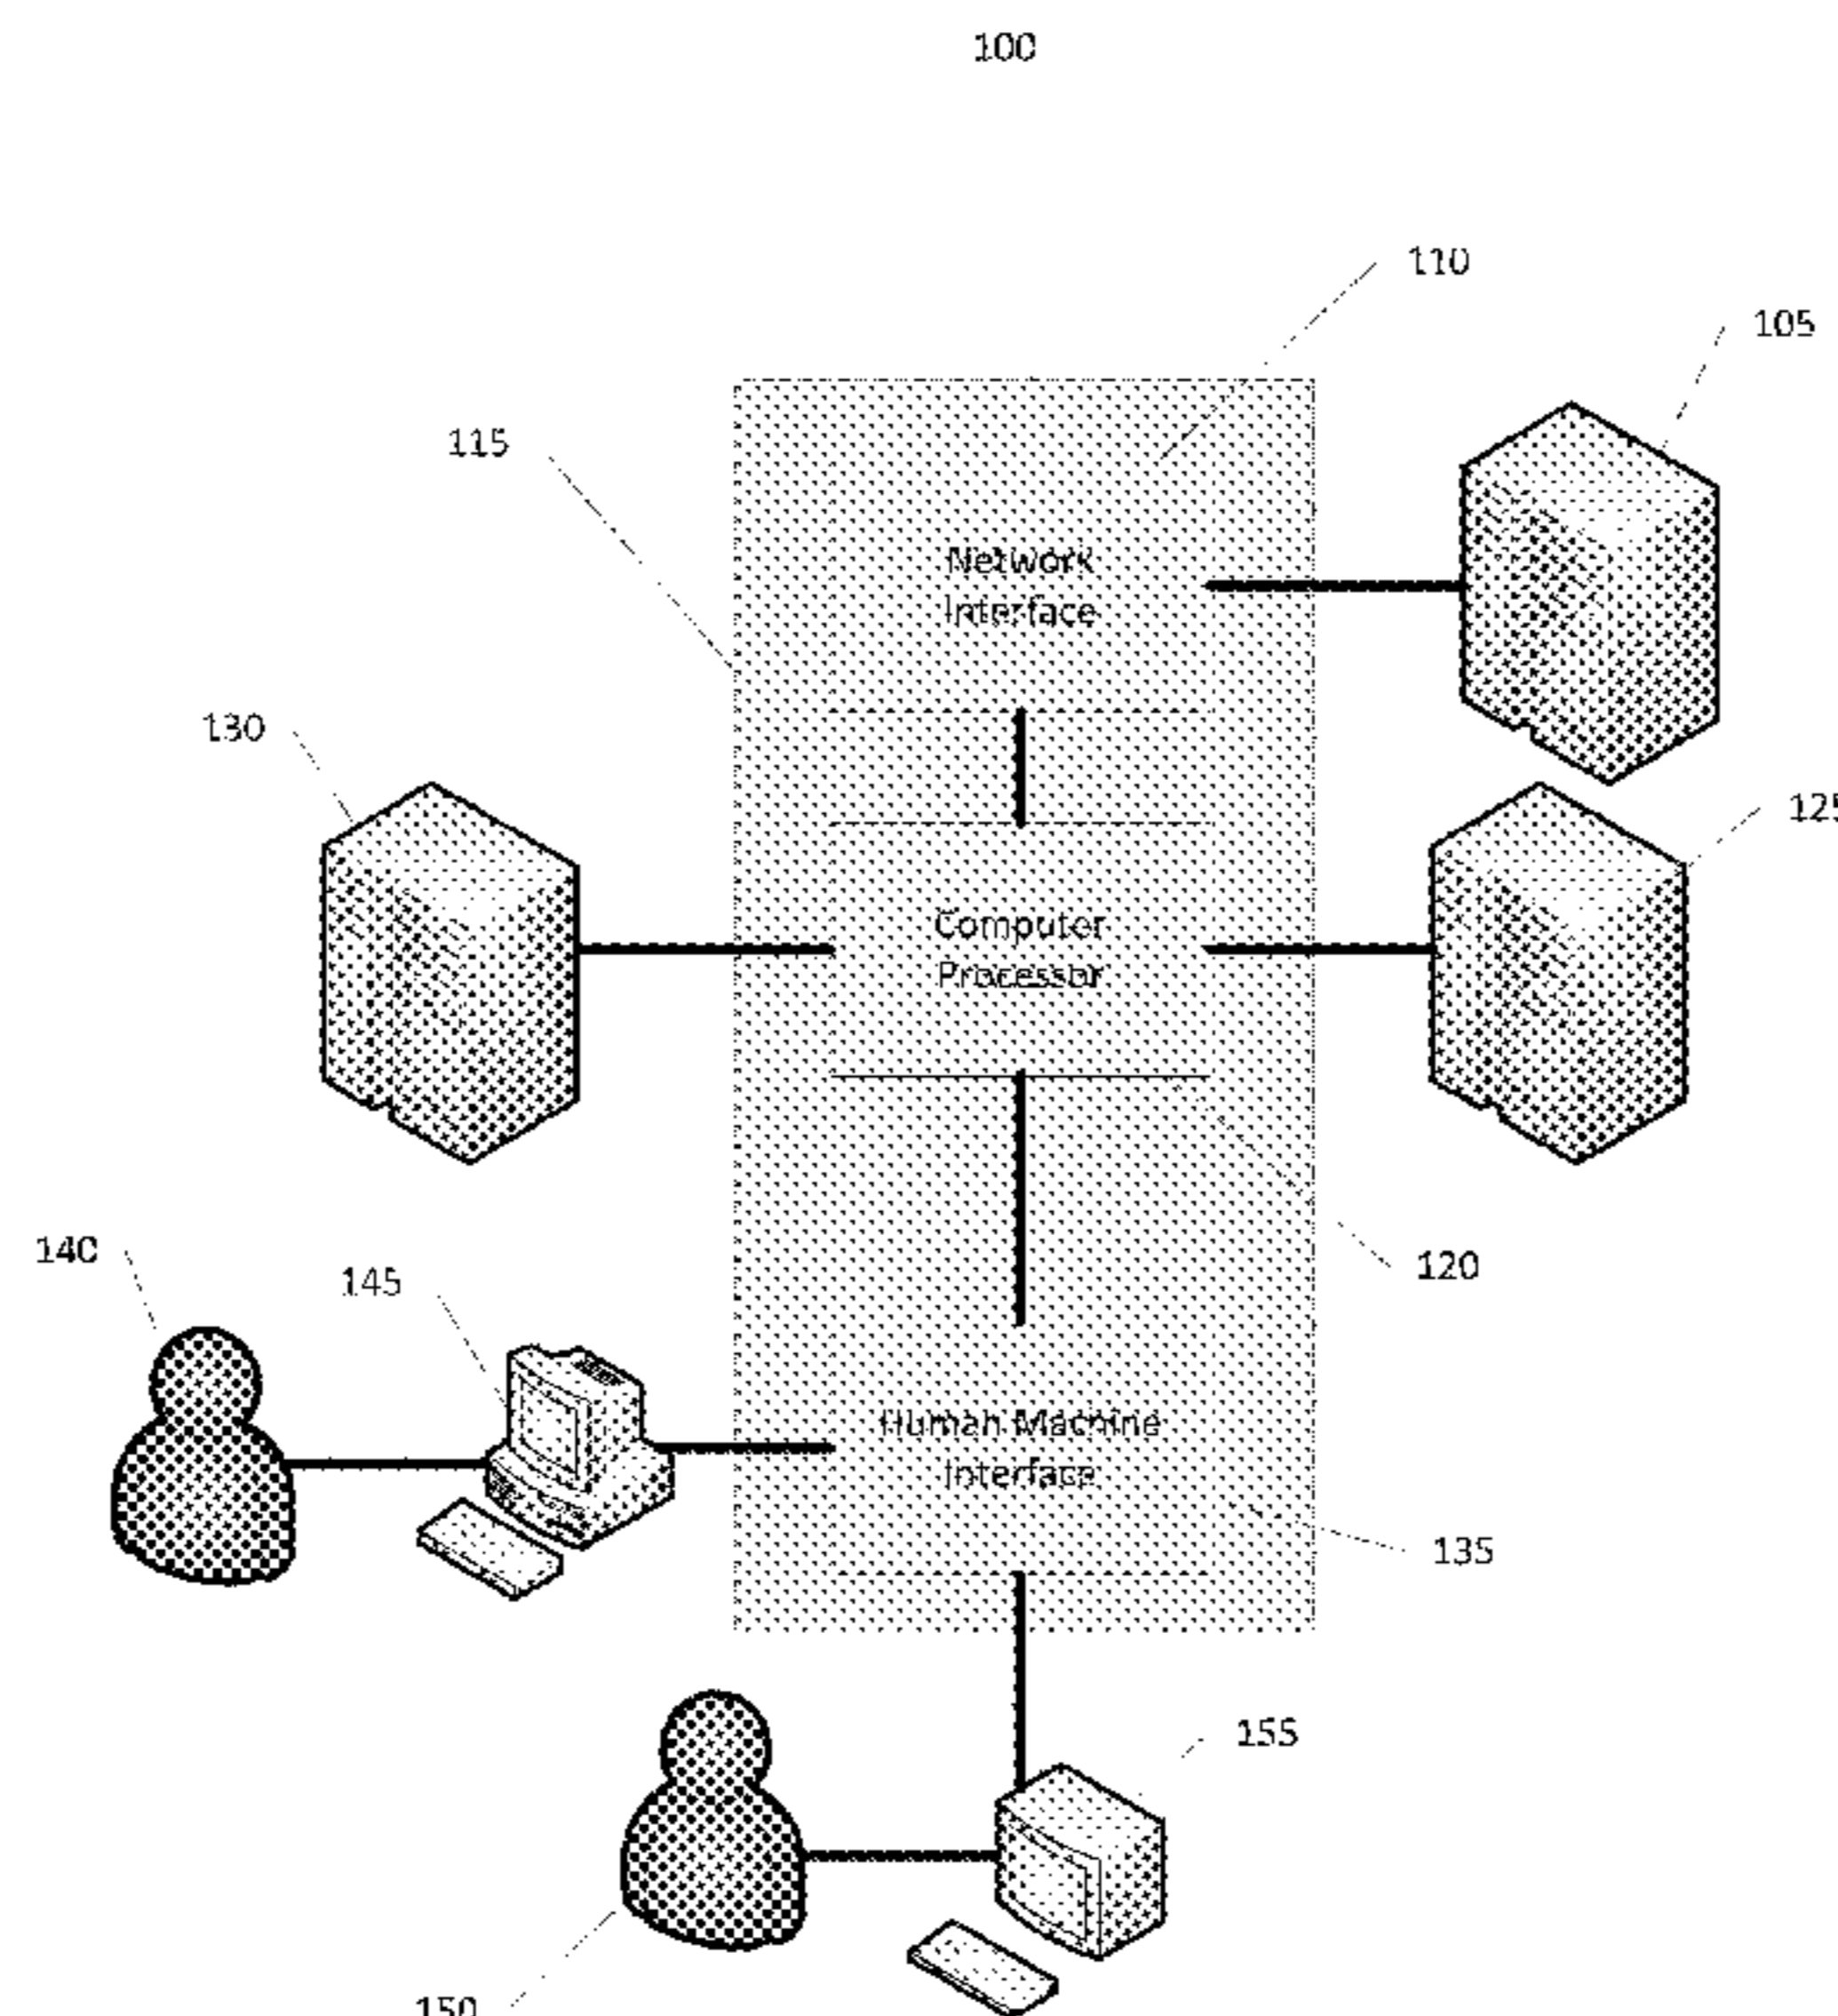 100
110
105
115
Network
Interface
130
125
Computer
Processor
140
145
120
Human Machine
Interface
135
155
150